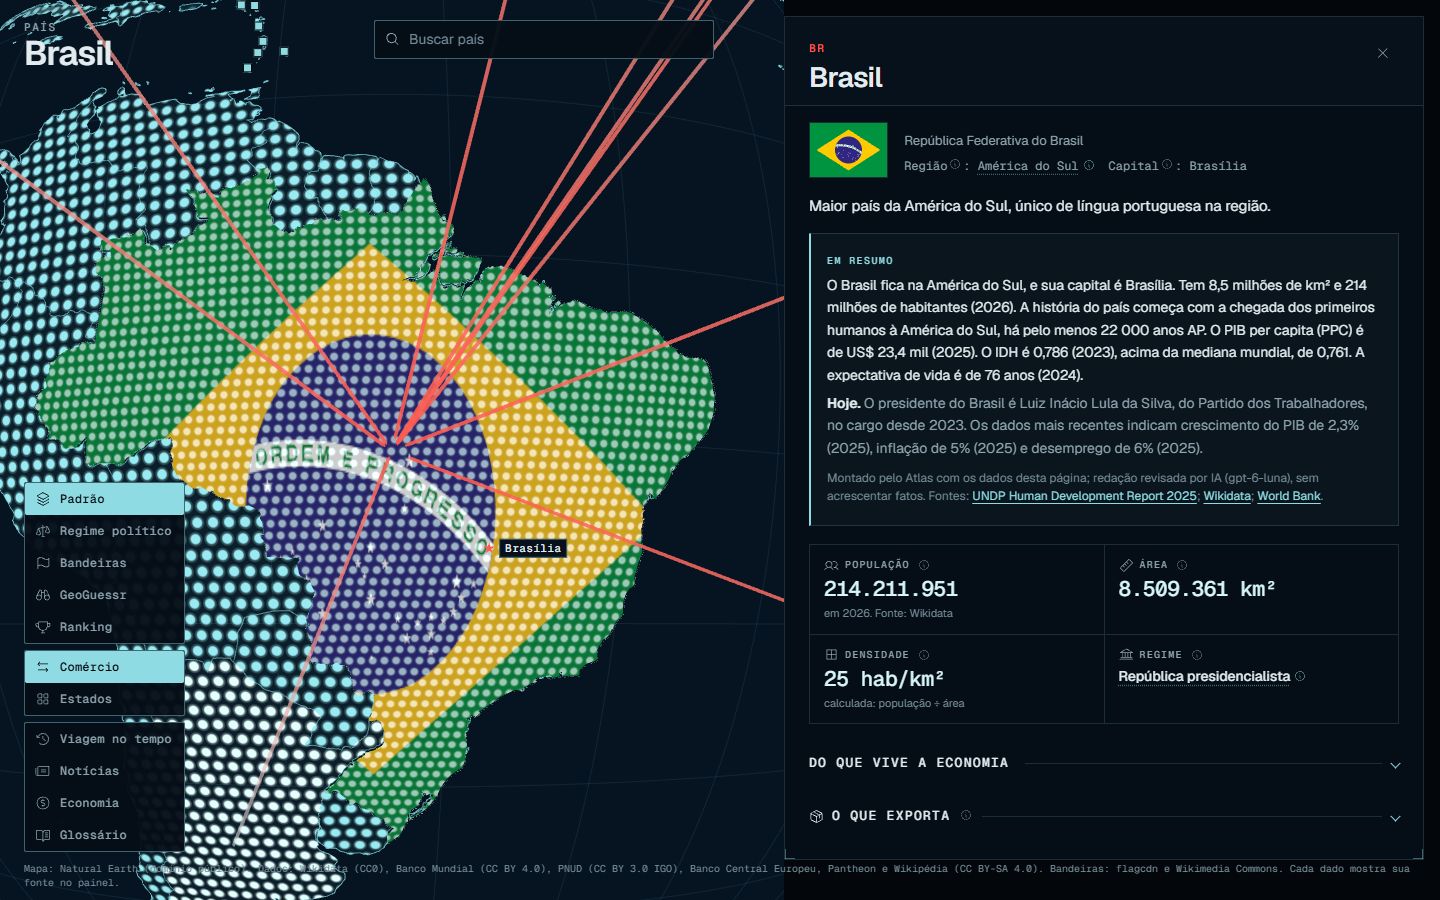 PAÍS
Brasil
Buscar país
ORDEM E PROGRESSO
Brasília
Padrão
Regime político
Bandeiras
GeoGuessr
Ranking
Comércio
Estados
Viagem no tempo
Notícias
Economia
Glossário
BR
Brasil
República Federativa do Brasil
Região : América do Sul Capital : Brasília
Maior país da América do Sul, único de língua portuguesa na região.
EM RESUMO
O Brasil fica na América do Sul, e sua capital é Brasília. Tem 8,5 milhões de km² e 214
milhões de habitantes (2026). A história do país começa com a chegada dos primeiros
humanos à América do Sul, há pelo menos 22 000 anos AP. O PIB per capita (PPC) é
de US$ 23,4 mil (2025). O IDH é 0,786 (2023), acima da mediana mundial, de 0,761. A
expectativa de vida é de 76 anos (2024).
Hoje. O presidente do Brasil é Luiz Inácio Lula da Silva, do Partido dos Trabalhadores,
no cargo desde 2023. Os dados mais recentes indicam crescimento do PIB de 2,3%
(2025), inflação de 5% (2025) e desemprego de 6% (2025).
Montado pelo Atlas com os dados desta página; redação revisada por IA (gpt-6-luna), sem
acrescentar fatos. Fontes: UNDP Human Development Report 2025; Wikidata; World Bank.
POPULAÇÃO
214.211.951
em 2026. Fonte: Wikidata
ÁREA
8.509.361 km²
DENSIDADE
25 hab/km²
calculada: população ÷ área
REGIME
República presidencialista
DO QUE VIVE A ECONOMIA
O QUE EXPORTA
Mapa: Natural Earth (domínio público). Dados: Wikidata (CC0), Banco Mundial (CC BY 4.0), PNUD (CC BY 3.0 IGO), Banco Central Europeu, Pantheon e Wikipédia (CC BY-SA 4.0). Bandeiras: flagcdn e Wikimedia Commons. Cada dado mostra sua
fonte no painel.